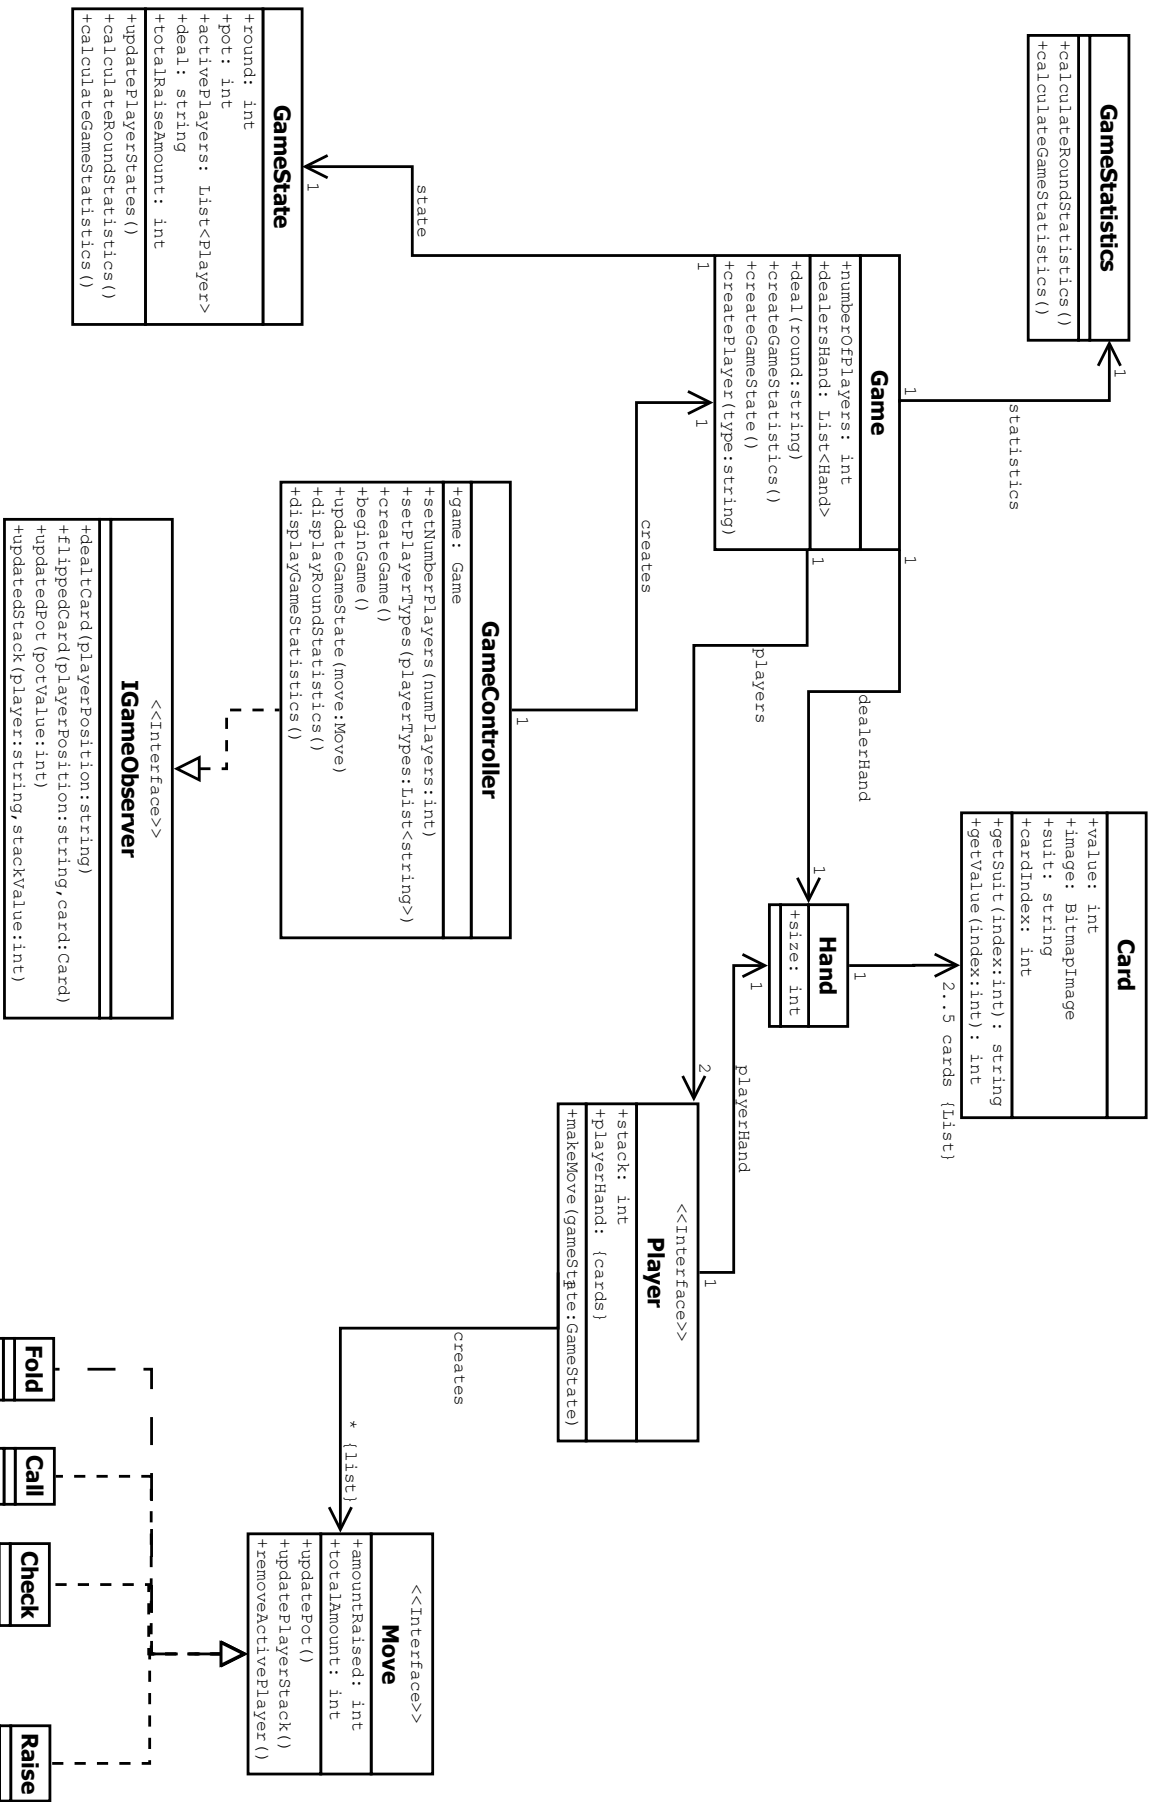 GameStatistics
+calculateRoundStatistics()
+calculateGameStatistics()
1
statistics
1
Card
+value: int
+image: BitmapImage
+suit: string
+cardIndex: int
+getSuit(index:int): string
+getValue(index:int): int
2..5 cards {List}
1
Game
+numberOfPlayers: int
+dealersHand: List<Hand>
+deal(round:string)
+createGameStatistics()
+createGameState()
+createPlayer(type:string)
1
dealerHand
1
Hand
+size: int
1
playerHand
1
1
players
2
<<Interface>>
Player
+stack: int
+playerHand: {cards}
+makeMove(gameState:GameState)
1
creates
* {list}
<<Interface>>
Move
+amountRaised: int
+totalAmount: int
+updatePot()
+updatePlayerStack()
+removeActivePlayer()
1
state
1
GameState
+round: int
+pot: int
+activePlayers: List<Player>
+deal: string
+totalRaiseAmount: int
+updatePlayerStates()
+calculateRoundStatistics()
+calculateGameStatistics()
1
creates
1
GameController
+game: Game
+setNumberPlayers(numPlayers:int)
+setPlayerTypes(playerTypes:List<string>)
+createGame()
+beginGame()
+updateGameState(move:Move)
+displayRoundStatistics()
+displayGameStatistics()
<<Interface>>
IGameObserver
+dealtCard(playerPosition:string)
+flippedCard(playerPosition:string,card:Card)
+updatedPot(potValue:int)
+updatedStack(player:string,stackValue:int)
Fold
Call
Check
Raise